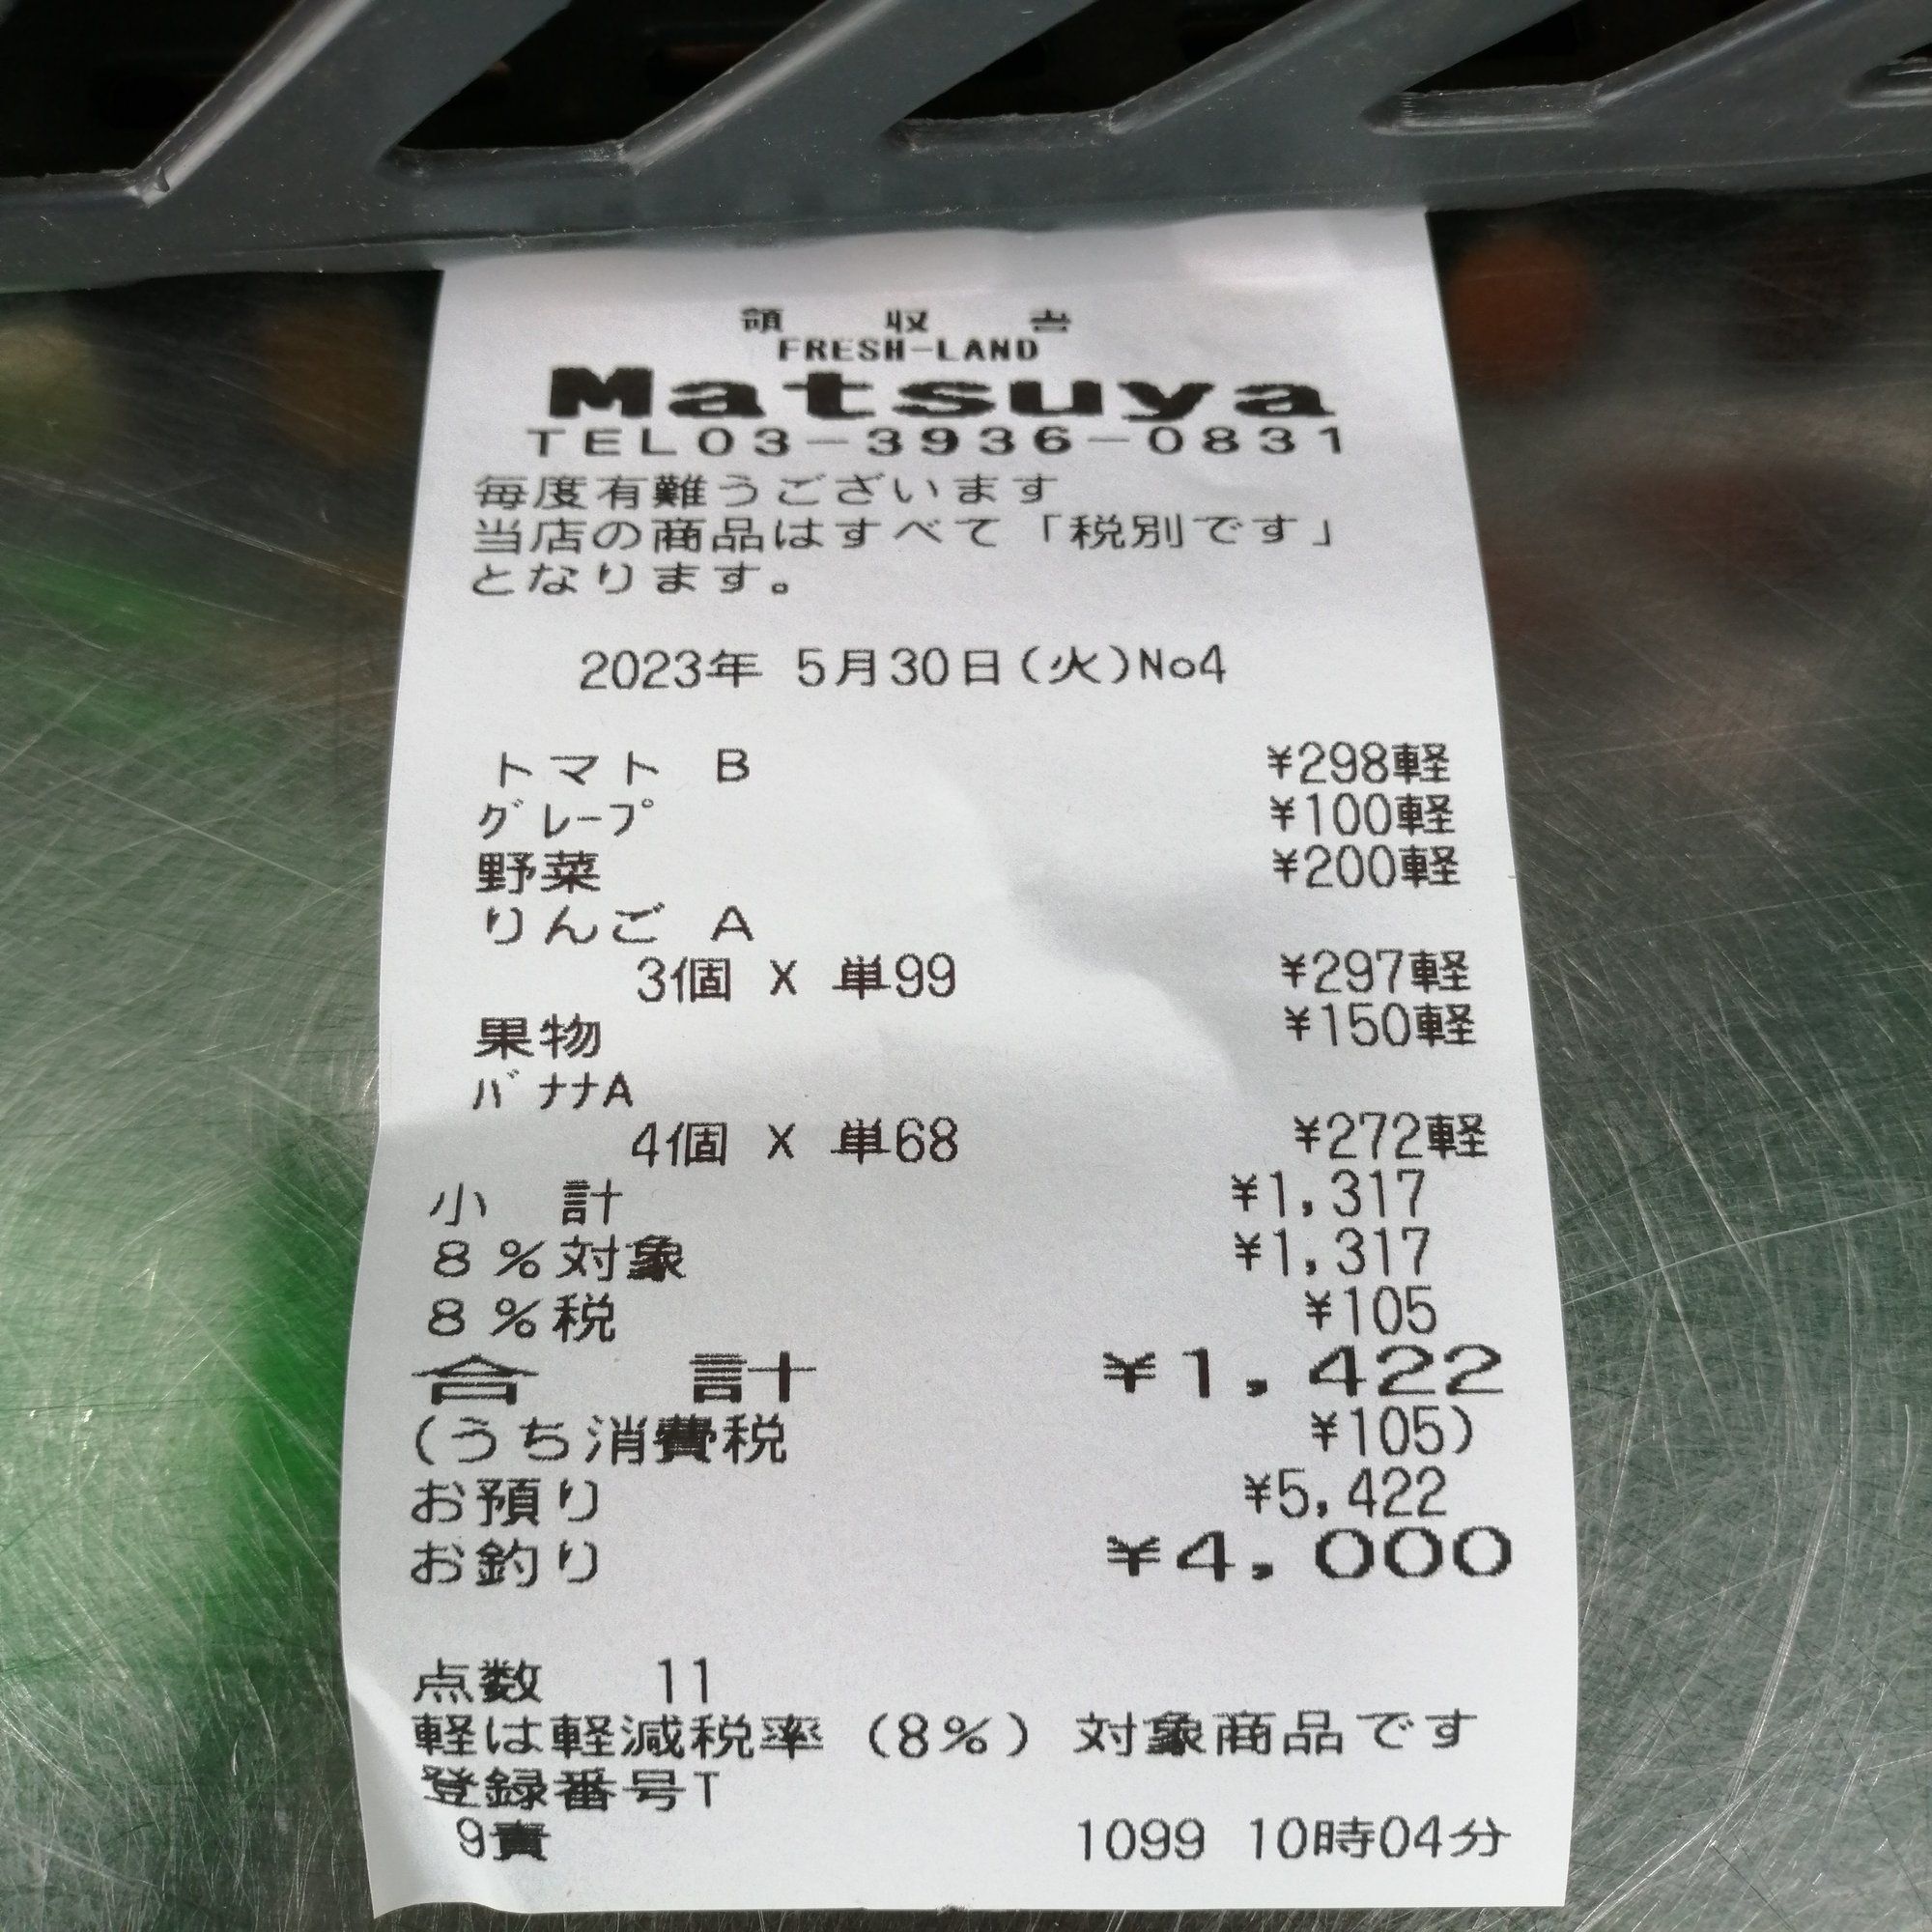 領 収 書
FRESH-LAND
Matsuya
TEL03-3936-0831
毎度有難うございます
当店の商品はすべて「税別です」
となります。
2023年 5月30日(火)No4
トマト B ¥298軽
グレープ ¥100軽
野菜 ¥200軽
りんご A
3個 X 単99 ¥297軽
果物 ¥150軽
バナナA
4個 X 単68 ¥272軽
小 計 ¥1,317
8%対象 ¥1,317
8%税 ¥105
合 計 ¥1,422
(うち消費税 ¥105)
お預り ¥5,422
お釣り ¥4,000
点数 11
軽は軽減税率(8%)対象商品です
登録番号T
9責 1099 10時04分